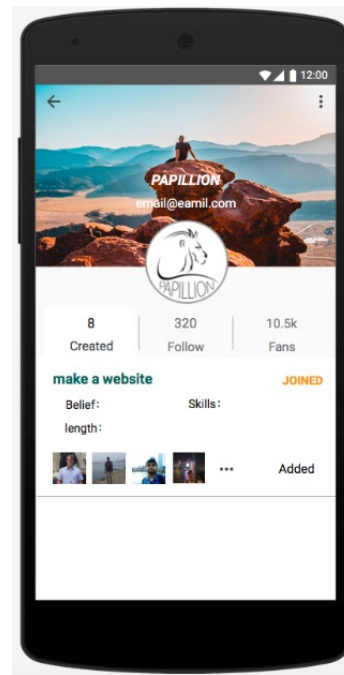 12:00
PAPILLION
email@eamil.com
PAPILLION
8 320 10.5k
Created Follow Fans
make a website JOINED
Belief: Skills:
length:
... Added